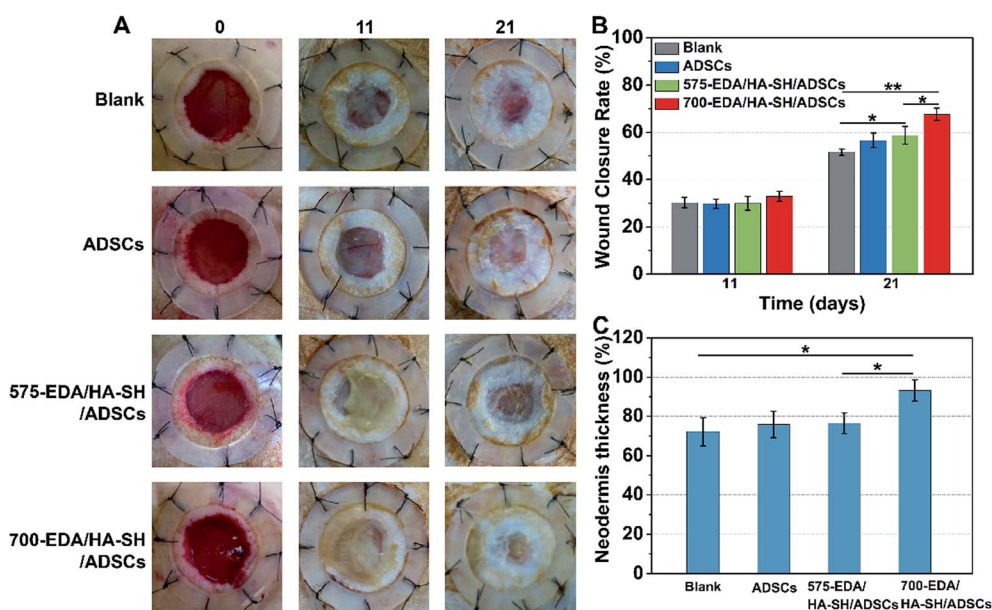 A
0
11
21
Blank
ADSCs
575-EDA/HA-SH
/ADSCs
700-EDA/HA-SH
/ADSCs
B
Wound Closure Rate (%)
100
80
60
40
20
0
Blank
ADSCs
575-EDA/HA-SH/ADSCs
700-EDA/HA-SH/ADSCs
**
*
*
11
21
Time (days)
C
Neodermis thickness (%)
120
100
80
60
40
20
0
*
*
Blank
ADSCs
575-EDA/
HA-SH/ADSCs
700-EDA/
HA-SH/ADSCs